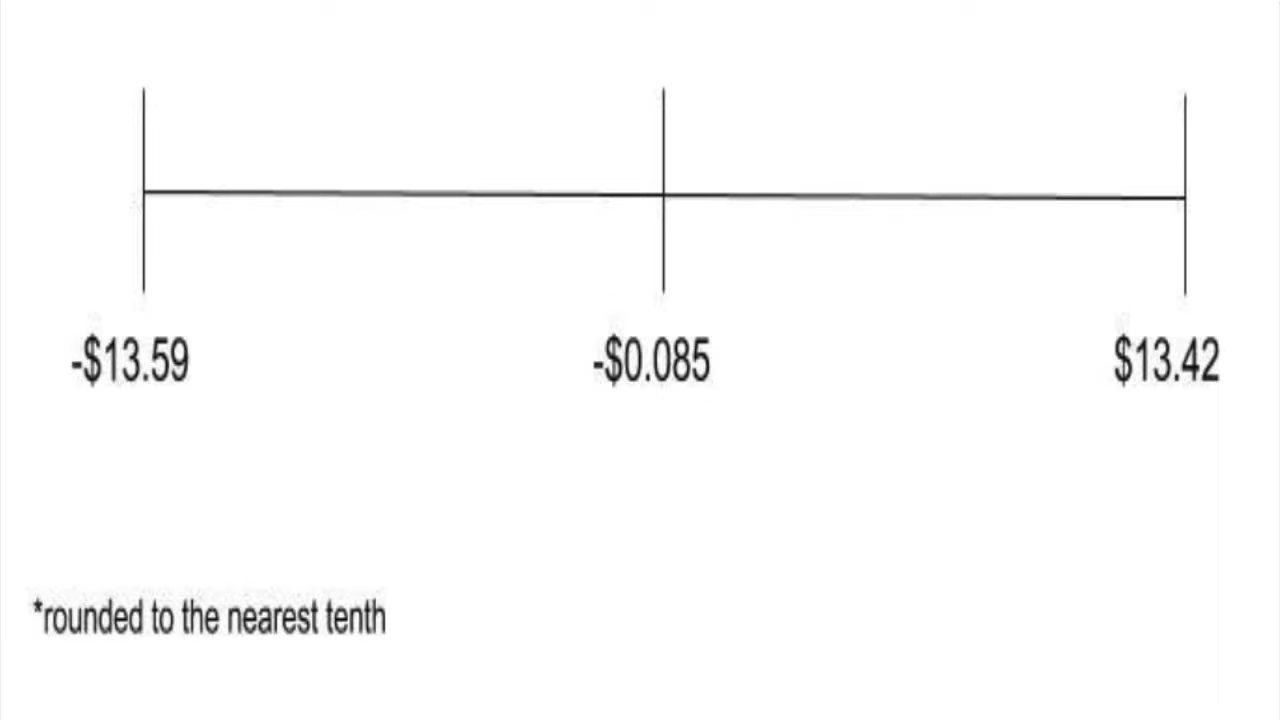 -$13.59 -$0.085 $13.42
*rounded to the nearest tenth